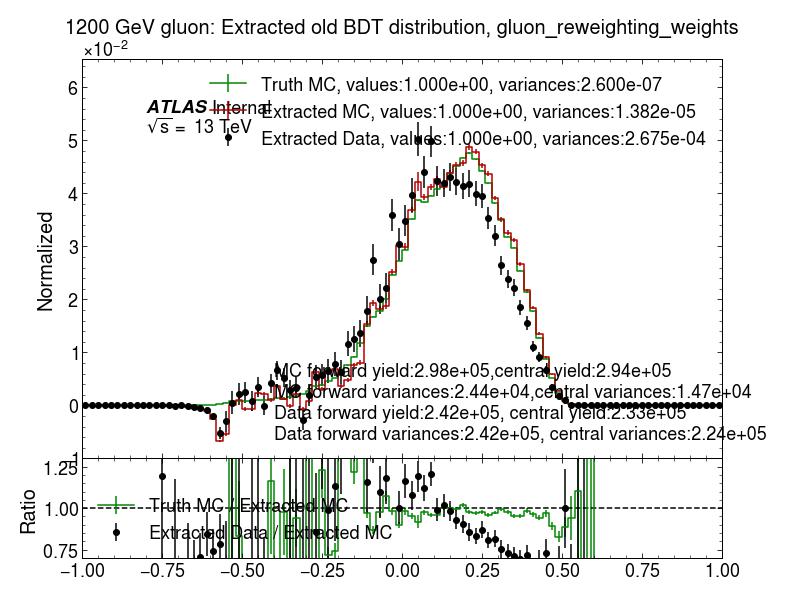 1200 GeV gluon: Extracted old BDT distribution, gluon_reweighting_weights
×10⁻²
Truth MC, values:1.000e+00, variances:2.600e-07
ATLAS Internal
Extracted MC, values:1.000e+00, variances:1.382e-05
√s = 13 TeV
Extracted Data, values:1.000e+00, variances:2.675e-04
Normalized
6
5
4
3
2
1
0
MC forward yield:2.98e+05,central yield:2.94e+05
MC forward variances:2.44e+04,central variances:1.47e+04
Data forward yield:2.42e+05, central yield:2.33e+05
Data forward variances:2.42e+05, central variances:2.24e+05
Ratio
1.25
1.00
0.75
Truth MC / Extracted MC
Extracted Data / Extracted MC
−1.00 −0.75 −0.50 −0.25 0.00 0.25 0.50 0.75 1.00